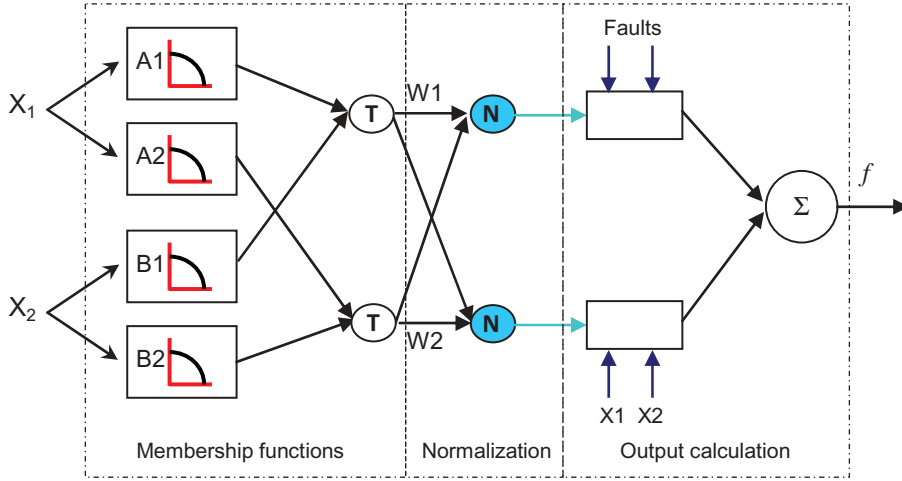 Faults
A1
X1
W1
T
N
A2
f
Σ
B1
X2
T
N
W2
B2
X1 X2
Membership functions
Normalization
Output calculation